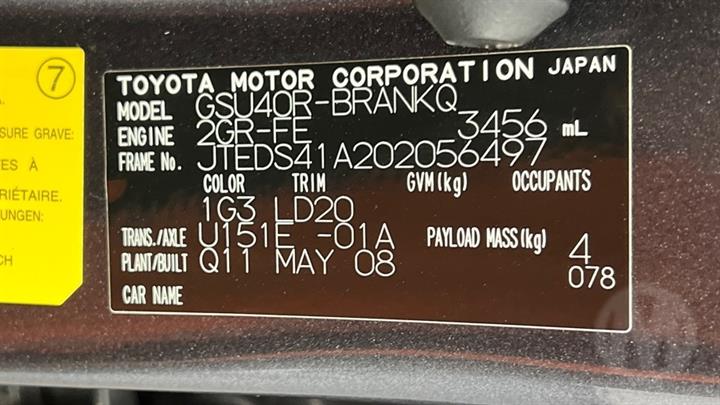 7
A.
SURE GRAVE:
TES À
RIÉTAIRE.
UNGEN:
CH
TOYOTA MOTOR CORPORATION JAPAN
MODEL GSU40R-BRANKQ
ENGINE 2GR-FE 3456 mL
FRAME No. JTEDS41A202056497
COLOR TRIM GVM(kg) OCCUPANTS
1G3 LD20
TRANS./AXLE U151E -01A PAYLOAD MASS(kg) 4
PLANT/BUILT Q11 MAY 08 078
CAR NAME